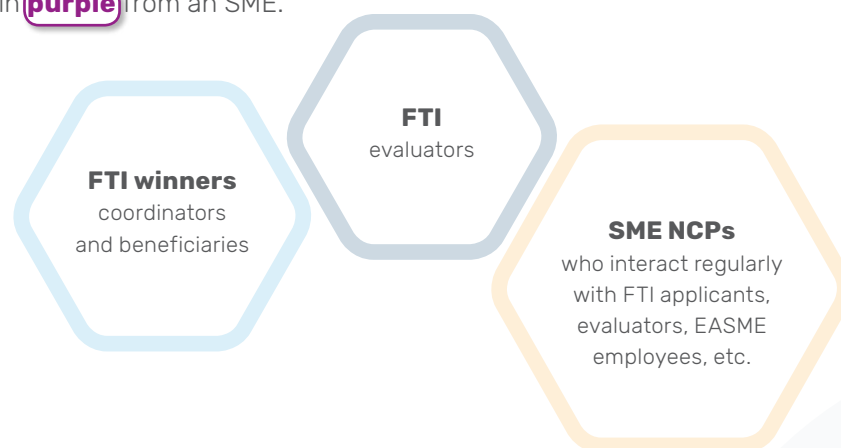 in purple from an SME.
FTI
evaluators
FTI winners
coordinators
and beneficiaries
SME NCPs
who interact regularly
with FTI applicants,
evaluators, EASME
employees, etc.